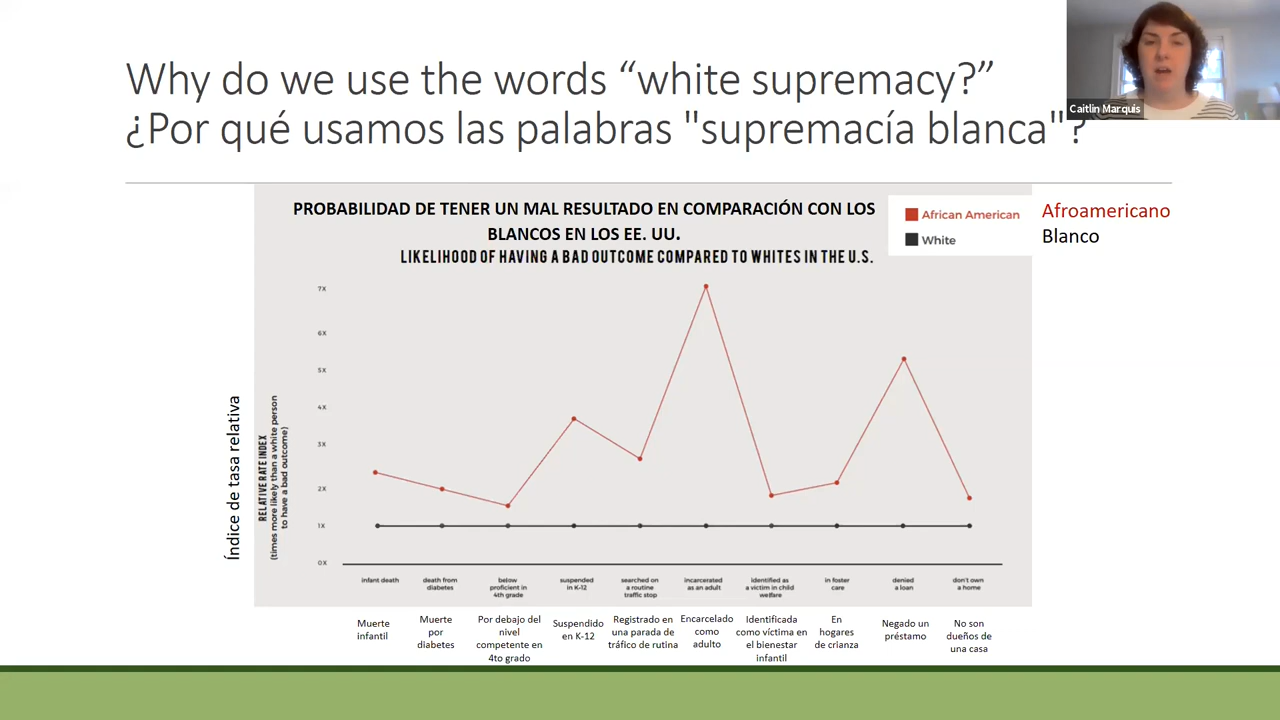 Why do we use the words “white supremacy?”
¿Por qué usamos las palabras "supremacía blanca"?
Caitlin Marquis
PROBABILIDAD DE TENER UN MAL RESULTADO EN COMPARACIÓN CON LOS
BLANCOS EN LOS EE. UU.
LIKELIHOOD OF HAVING A BAD OUTCOME COMPARED TO WHITES IN THE U.S.
African American
White
Afroamericano
Blanco
7X
6X
5X
4X
3X
2X
1X
0X
Índice de tasa relativa
RELATIVE RATE INDEX
(times more likely than a white person
to have a bad outcome)
infant death
death from
diabetes
below
proficient in
4th grade
suspended
in K-12
searched on
a routine
traffic stop
incarcerated
as an adult
identified as
a victim in child
welfare
in foster
care
denied
a loan
don't own
a home
Muerte
infantil
Muerte
por
diabetes
Por debajo del
nivel
competente en
4to grado
Suspendido
en K-12
Registrado en
una parada de
tráfico de rutina
Encarcelado
como
adulto
Identificada
como víctima en
el bienestar
infantil
En
hogares
de crianza
Negado un
préstamo
No son
dueños de
una casa